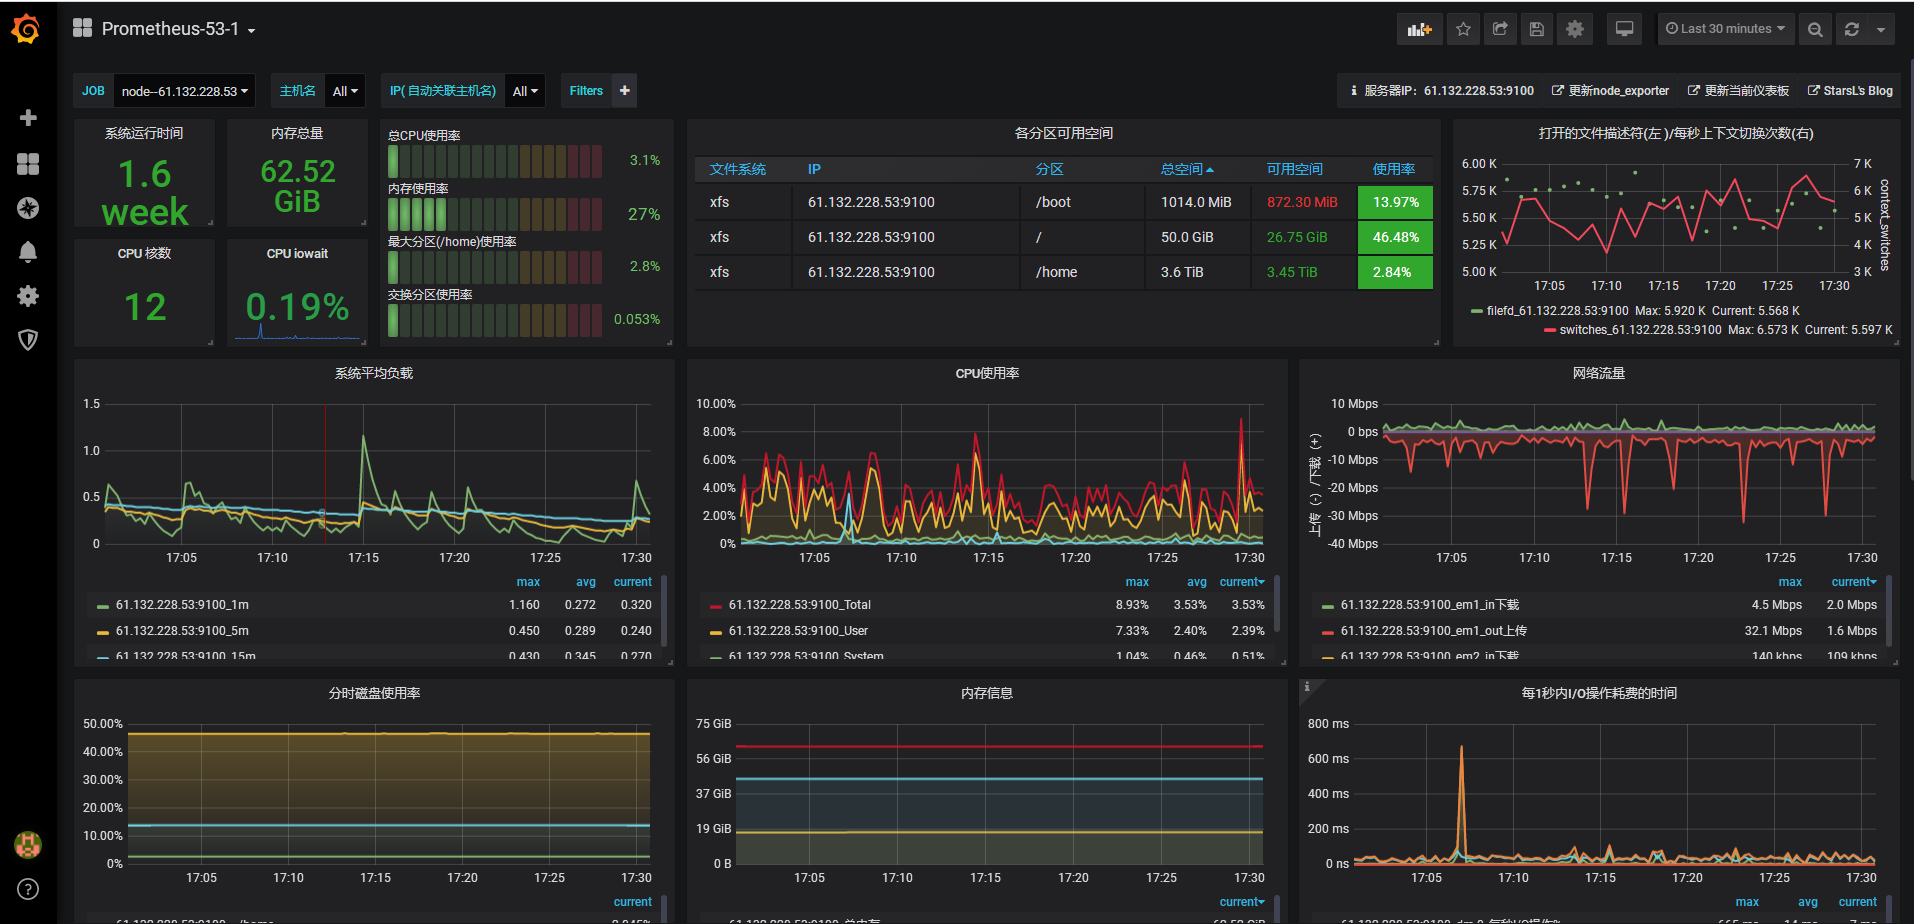 Prometheus-53-1
Last 30 minutes
JOB node--61.132.228.53 主机名 All IP( 自动关联主机名) All Filters
服务器IP：61.132.228.53:9100 更新node_exporter 更新当前仪表板 StarsL's Blog
系统运行时间
1.6
week
内存总量
62.52
GiB
CPU 核数
12
CPU iowait
0.19%
总CPU使用率
3.1%
内存使用率
27%
最大分区(/home)使用率
2.8%
交换分区使用率
0.053%
各分区可用空间
文件系统 IP 分区 总空间 可用空间 使用率
xfs 61.132.228.53:9100 /boot 1014.0 MiB 872.30 MiB 13.97%
xfs 61.132.228.53:9100 / 50.0 GiB 26.75 GiB 46.48%
xfs 61.132.228.53:9100 /home 3.6 TiB 3.45 TiB 2.84%
打开的文件描述符(左 )/每秒上下文切换次数(右)
6.00 K 7 K
5.75 K 6 K
5.50 K 5 K
5.25 K 4 K
5.00 K 3 K
context_switches
17:05 17:10 17:15 17:20 17:25 17:30
filefd_61.132.228.53:9100 Max: 5.920 K Current: 5.568 K
switches_61.132.228.53:9100 Max: 6.573 K Current: 5.597 K
系统平均负载
1.5
1.0
0.5
0
17:05 17:10 17:15 17:20 17:25 17:30
max avg current
61.132.228.53:9100_1m 1.160 0.272 0.320
61.132.228.53:9100_5m 0.450 0.289 0.240
61.132.228.53:9100_15m 0.430 0.345 0.270
CPU使用率
10.00%
8.00%
6.00%
4.00%
2.00%
0%
17:05 17:10 17:15 17:20 17:25 17:30
max avg current
61.132.228.53:9100_Total 8.93% 3.53% 3.53%
61.132.228.53:9100_User 7.33% 2.40% 2.39%
61.132.228.53:9100_System 1.04% 0.46% 0.51%
网络流量
上传（-）/下载（+）
10 Mbps
0 bps
-10 Mbps
-20 Mbps
-30 Mbps
-40 Mbps
17:05 17:10 17:15 17:20 17:25 17:30
max current
61.132.228.53:9100_em1_in下载 4.5 Mbps 2.0 Mbps
61.132.228.53:9100_em1_out上传 32.1 Mbps 1.6 Mbps
61.132.228.53:9100_em2_in下载 140 kbps 109 kbps
分时磁盘使用率
50.00%
40.00%
30.00%
20.00%
10.00%
0%
17:05 17:10 17:15 17:20 17:25 17:30
current
内存信息
75 GiB
56 GiB
37 GiB
19 GiB
0 B
17:05 17:10 17:15 17:20 17:25 17:30
current
每1秒内I/O操作耗费的时间
800 ms
600 ms
400 ms
200 ms
0 ns
17:05 17:10 17:15 17:20 17:25 17:30
max avg current